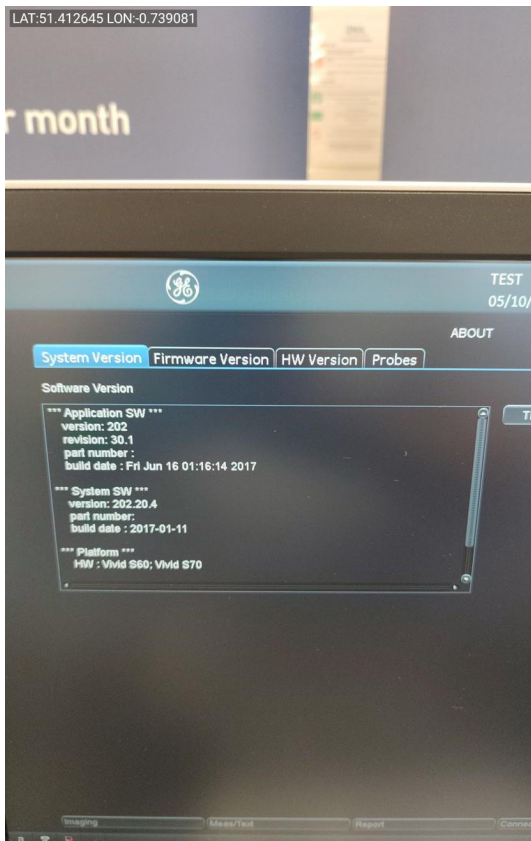 LAT:51.412645 LON:-0.739081
r month
GE
TEST
05/10/
ABOUT
System Version Firmware Version HW Version Probes
Software Version
*** Application SW ***
version: 202
revision: 30.1
part number :
build date : Fri Jun 16 01:16:14 2017
*** System SW ***
version: 202.20.4
part number:
build date : 2017-01-11
*** Platform ***
HW : Vivid S60; Vivid S70
Imaging Meas/Text Report Connec